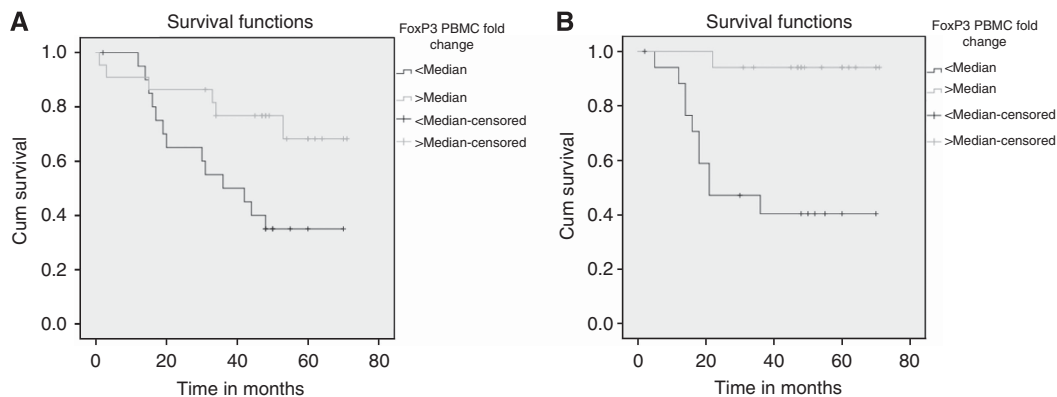 A
Survival functions
FoxP3 PBMC fold
change
<Median
>Median
<Median-censored
>Median-censored
Cum survival
1.0
0.8
0.6
0.4
0.2
0.0
0
20
40
60
80
Time in months
B
Survival functions
FoxP3 PBMC fold
change
<Median
>Median
<Median-censored
>Median-censored
Cum survival
1.0
0.8
0.6
0.4
0.2
0.0
0
20
40
60
80
Time in months